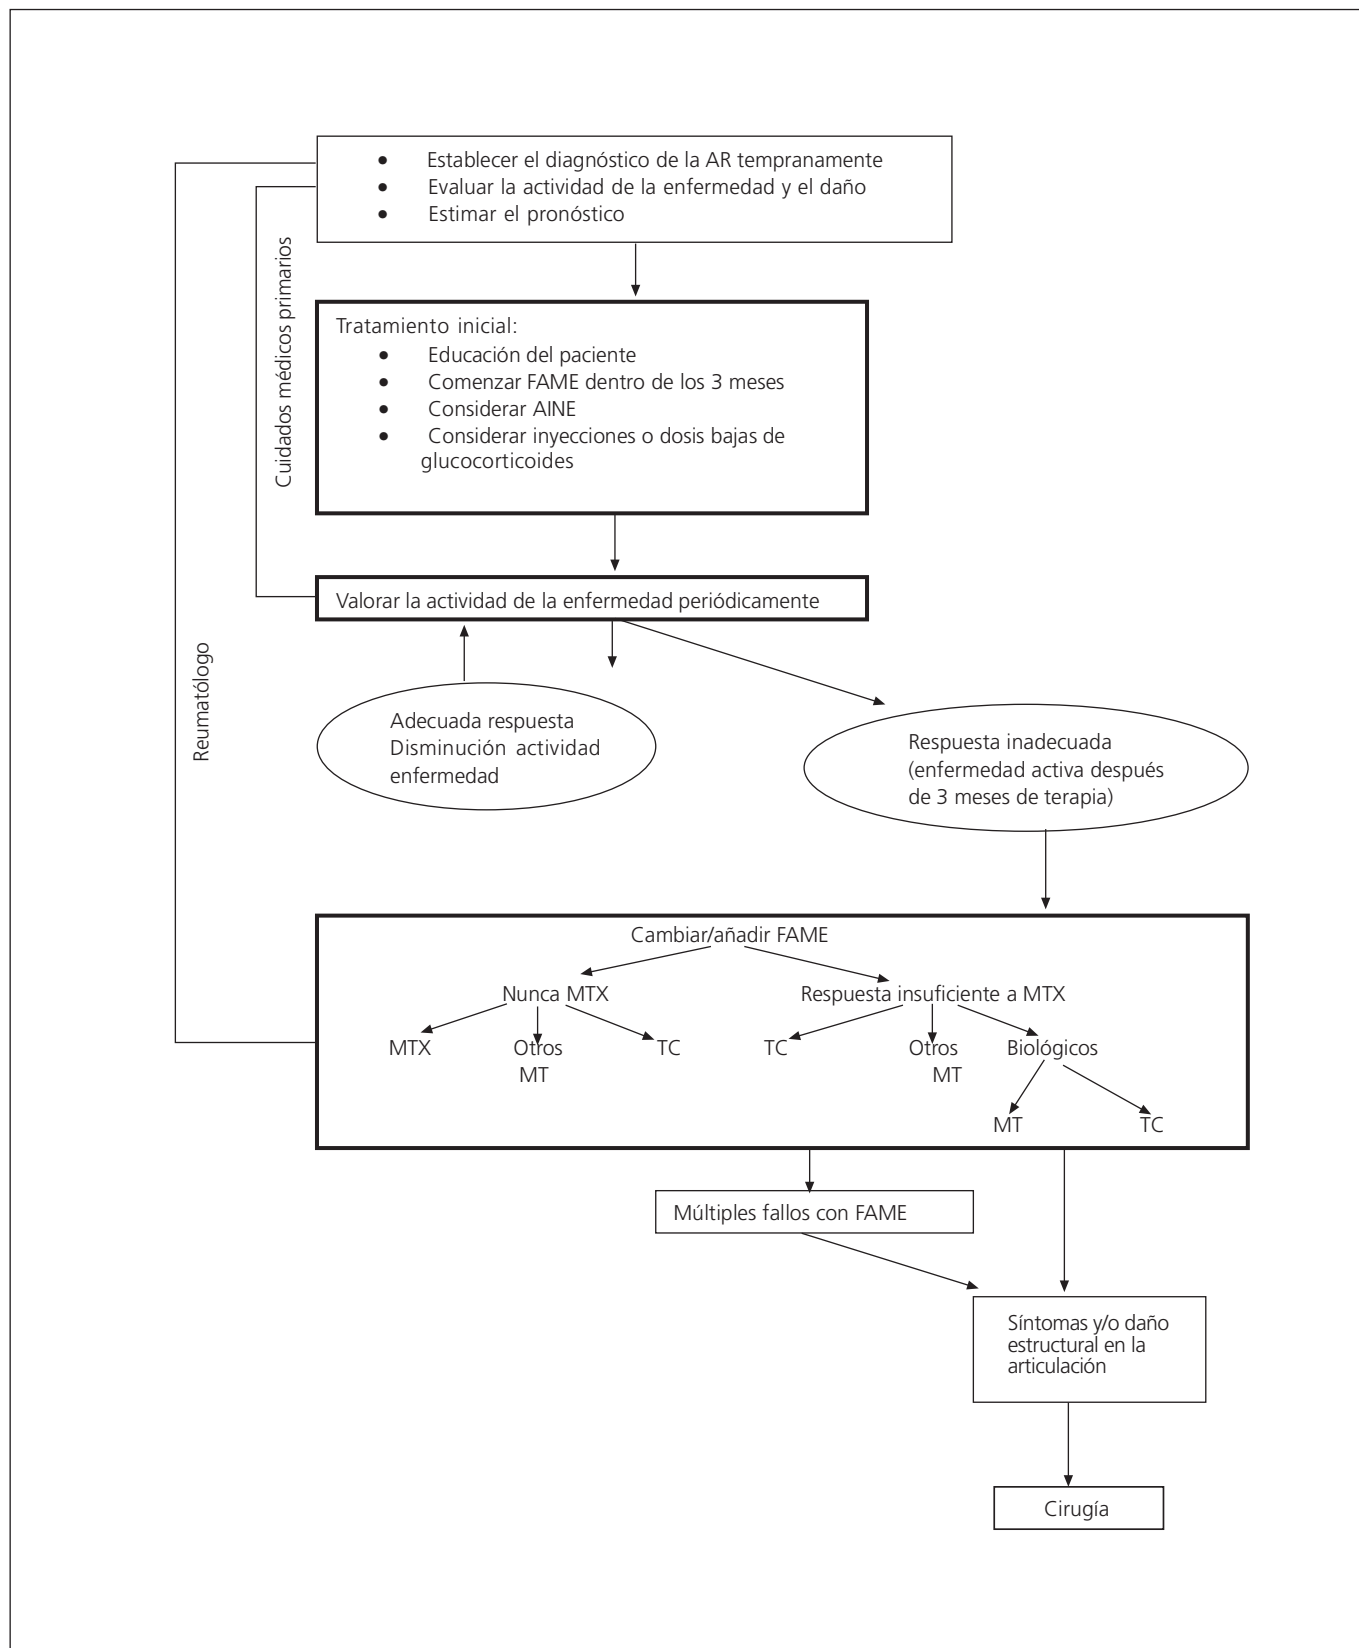 • Establecer el diagnóstico de la AR tempranamente
• Evaluar la actividad de la enfermedad y el daño
• Estimar el pronóstico
Cuidados médicos primarios
Tratamiento inicial:
• Educación del paciente
• Comenzar FAME dentro de los 3 meses
• Considerar AINE
• Considerar inyecciones o dosis bajas de
glucocorticoides
Valorar la actividad de la enfermedad periódicamente
Reumatólogo
Adecuada respuesta
Disminución actividad
enfermedad
Respuesta inadecuada
(enfermedad activa después
de 3 meses de terapia)
Cambiar/añadir FAME
Nunca MTX
Respuesta insuficiente a MTX
MTX
Otros
MT
TC
TC
Otros
MT
Biológicos
MT
TC
Múltiples fallos con FAME
Síntomas y/o daño
estructural en la
articulación
Cirugía